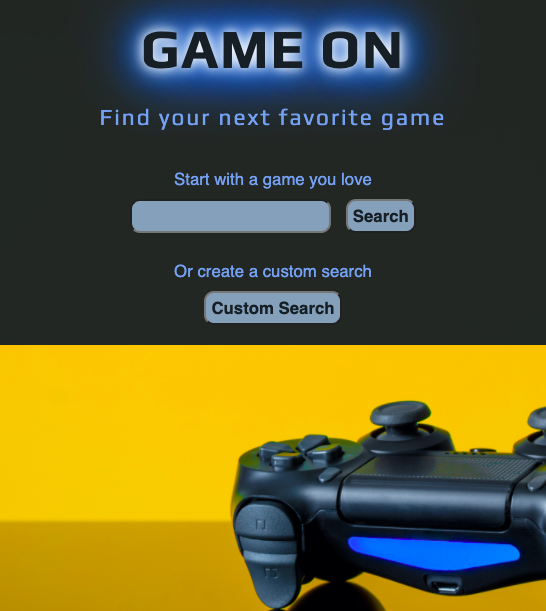 GAME ON
Find your next favorite game
Start with a game you love
Search
Or create a custom search
Custom Search